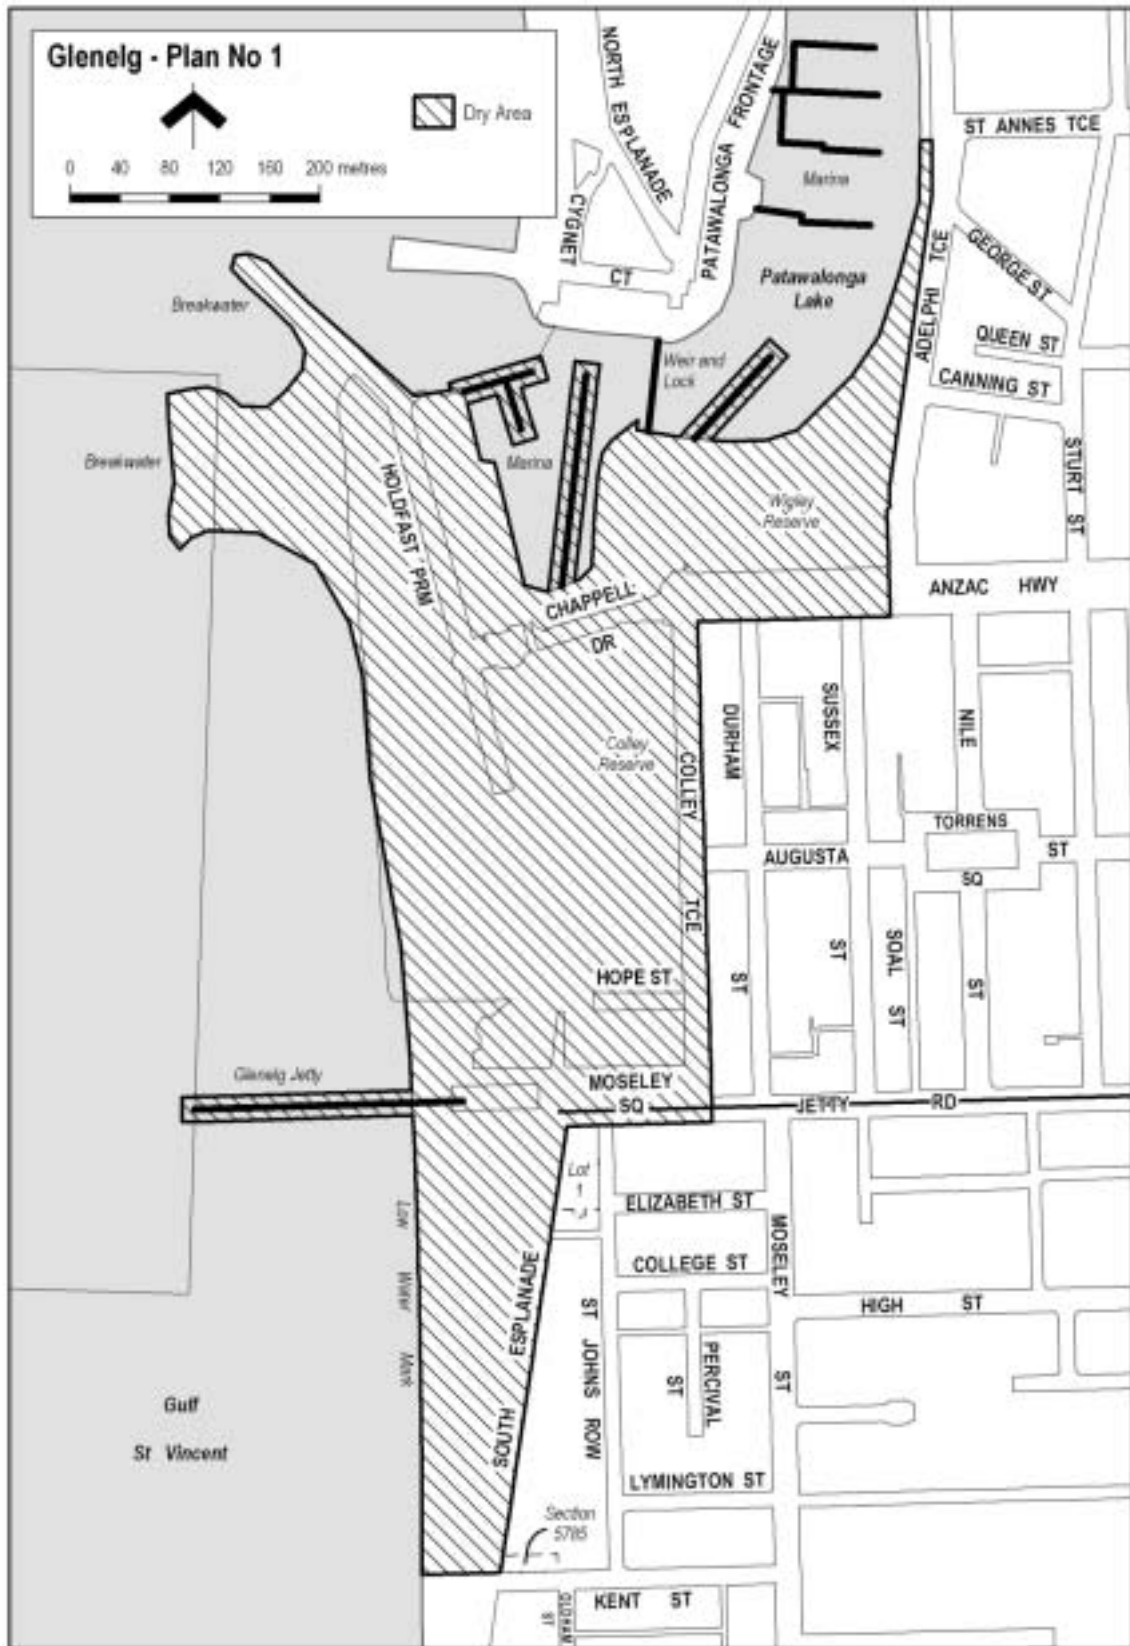 Glenelg - Plan No 1
Dry Area
0 40 80 120 160 200 metres
NORTH ESPLANADE
PATAWALONGA FRONTAGE
ST ANNES TCE
Marina
CYGNET
CT
Patawalonga
Lake
ADELPHI TCE
GEORGE ST
QUEEN ST
CANNING ST
STURT ST
Breakwater
Weir and
Lock
Breakwater
Marina
HOLDFAST PRM
Wigley
Reserve
CHAPPELL
DR
ANZAC HWY
DURHAM
ST
SUSSEX
ST
NILE
ST
Colley
Reserve
COLLEY
TCE
TORRENS
SQ
AUGUSTA
ST
SOAL
ST
HOPE ST
Glenelg Jetty
MOSELEY
SQ
JETTY RD
Lot
1
ELIZABETH ST
COLLEGE ST
MOSELEY
ST
HIGH ST
Low Water Mark
SOUTH ESPLANADE
ST JOHNS ROW
PERCIVAL
ST
Gulf
St Vincent
LYMINGTON ST
Section
5785
KENT ST
OLDHAM
ST